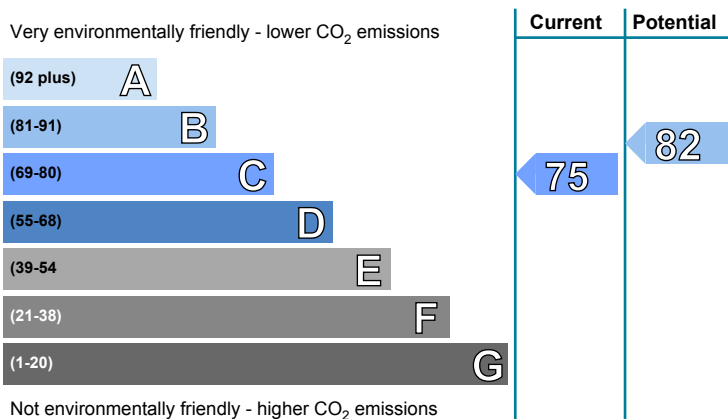 Very environmentally friendly - lower CO₂ emissions
Current
Potential
(92 plus) A
(81-91) B
(69-80) C
(55-68) D
(39-54 E
(21-38) F
(1-20) G
75
82
Not environmentally friendly - higher CO₂ emissions